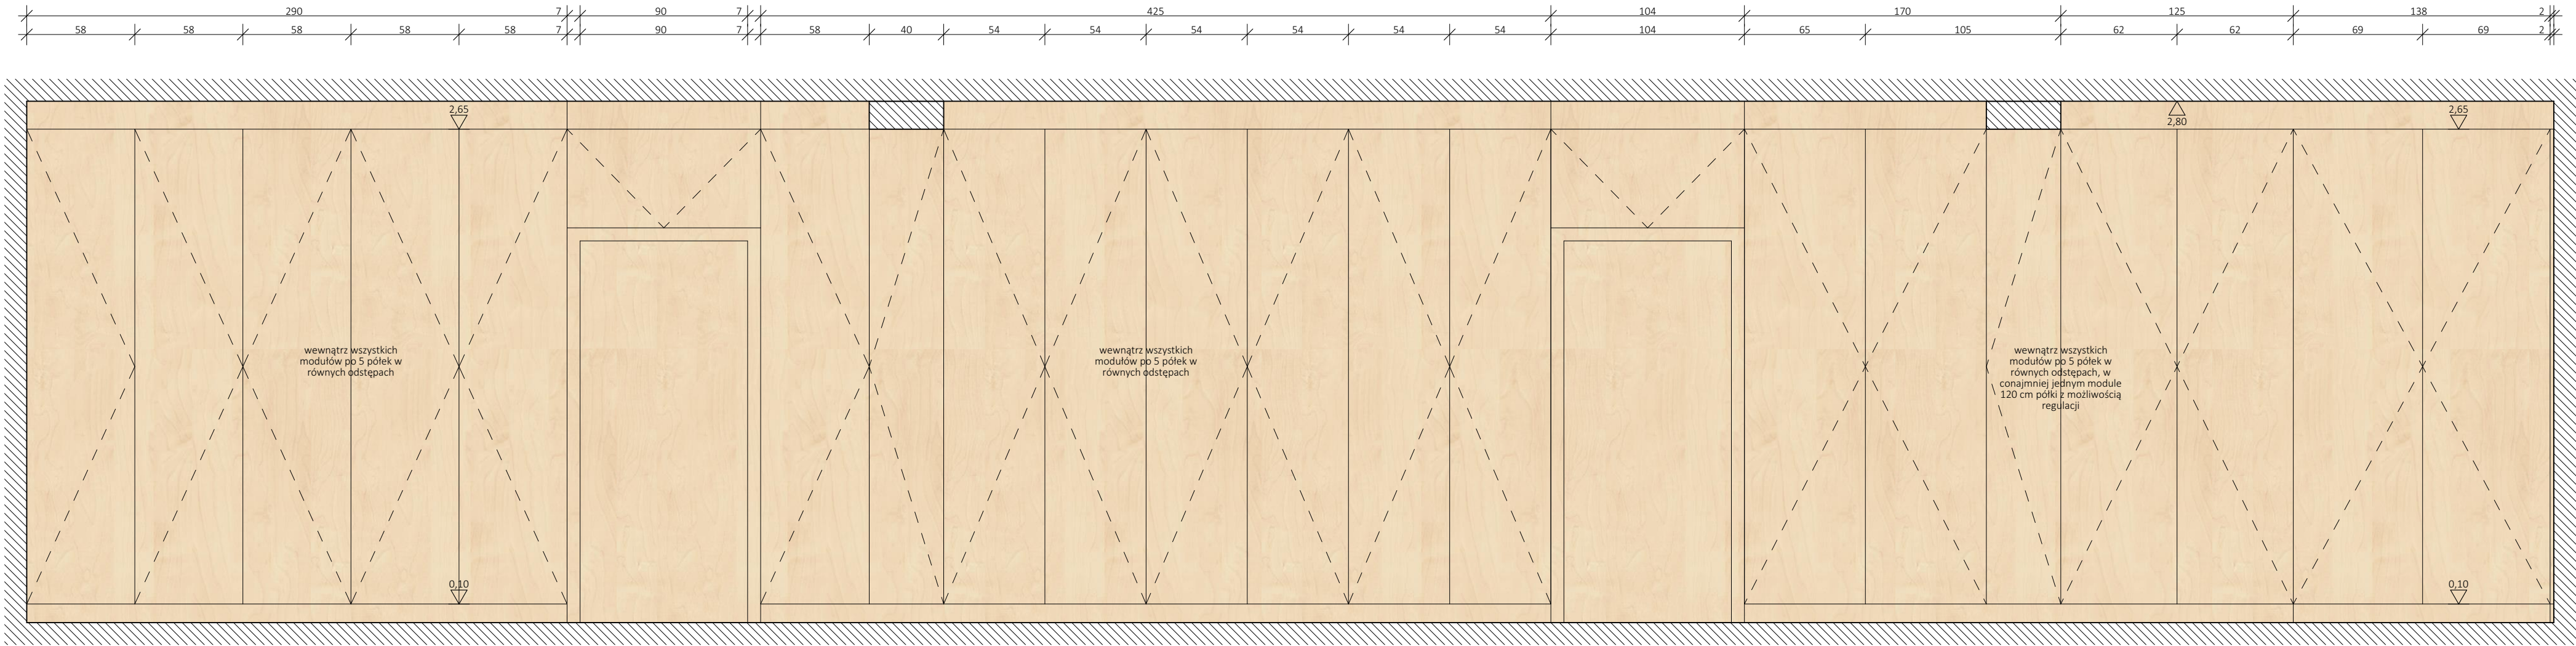 290 7 90 7 425 104 170 125 138 2
58 58 58 58 58 7 90 7 58 40 54 54 54 54 54 54 104 65 105 62 62 69 69 2
2,65
2,80
2,65
wewnątrz wszystkich
modułów po 5 półek w
równych odstępach
wewnątrz wszystkich
modułów po 5 półek w
równych odstępach
wewnątrz wszystkich
modułów po 5 półek w
równych odstępach, w
conajmniej jednym module
120 cm półki z możliwością
regulacji
0,10
0,10